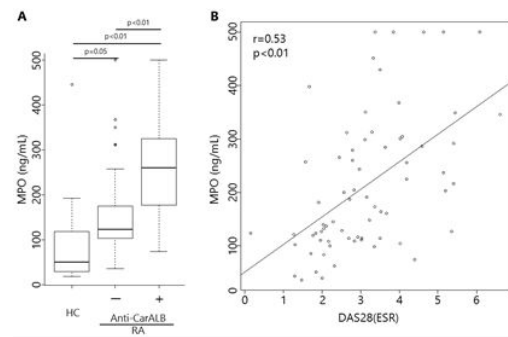 A
p<0.01
p<0.01
p=0.05
MPO (ng/mL)
500
400
300
200
100
0
HC
−
+
Anti-CarALB
RA
B
r=0.53
p<0.01
MPO (ng/mL)
500
400
300
200
100
0
0 1 2 3 4 5 6
DAS28(ESR)